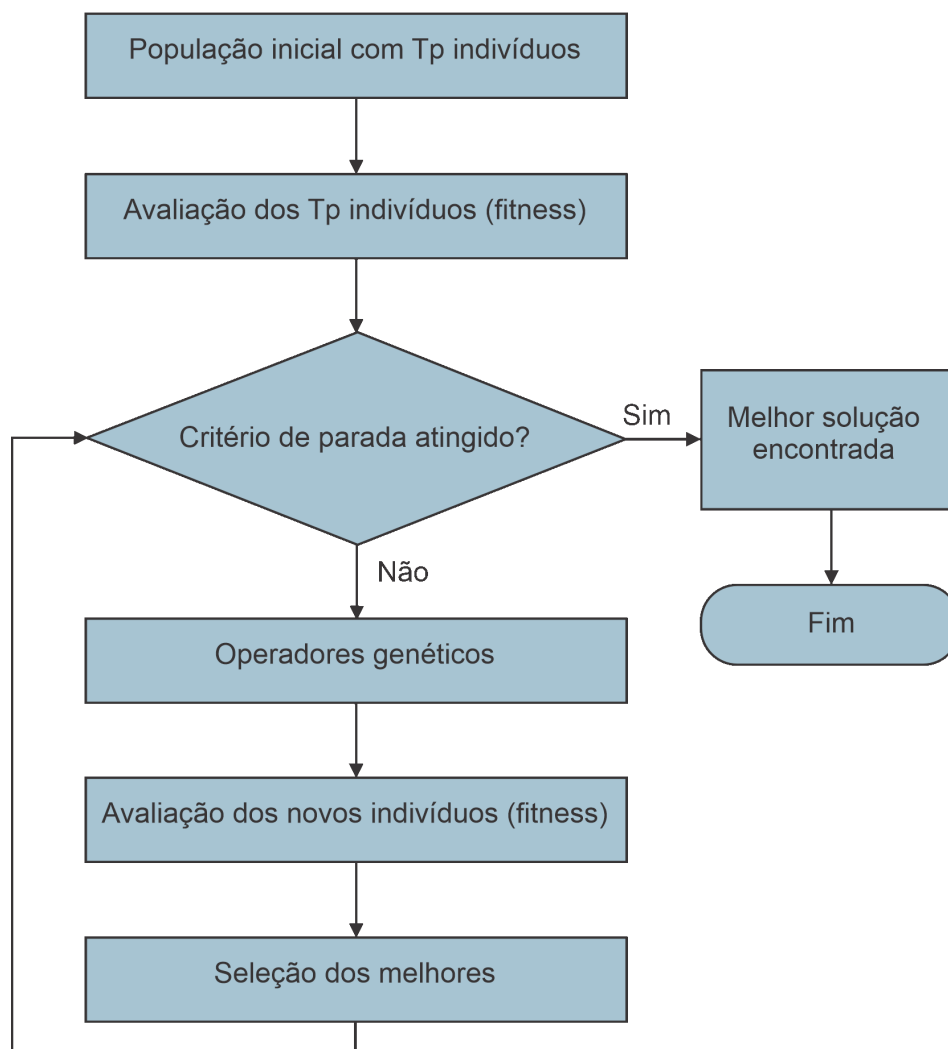 População inicial com Tp indivíduos
Avaliação dos Tp indivíduos (fitness)
Critério de parada atingido?
Sim
Melhor solução
encontrada
Fim
Não
Operadores genéticos
Avaliação dos novos indivíduos (fitness)
Seleção dos melhores